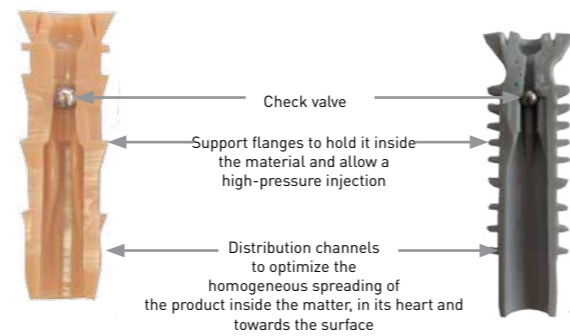 Check valve
Support flanges to hold it inside
the material and allow a
high-pressure injection
Distribution channels
to optimize the
homogeneous spreading of
the product inside the matter, in its heart and
towards the surface